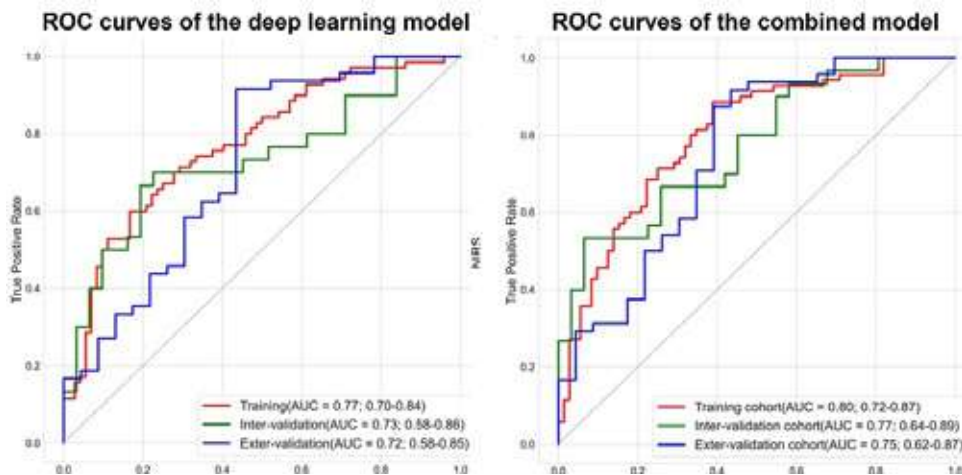 ROC curves of the deep learning model
1.0
0.8
0.6
0.4
0.2
0.0
True Positive Rate
Training(AUC = 0.77; 0.70-0.84)
Inter-validation(AUC = 0.73; 0.58-0.86)
Exter-validation(AUC = 0.72; 0.58-0.85)
0.0 0.2 0.4 0.6 0.8 1.0
ROC curves of the combined model
1.0
0.8
0.6
0.4
0.2
0.0
True Positive Rate
Training cohort(AUC = 0.80; 0.72-0.87)
Inter-validation cohort(AUC = 0.77; 0.64-0.89)
Exter-validation cohort(AUC = 0.75; 0.62-0.87)
0.0 0.2 0.4 0.6 0.8 1.0